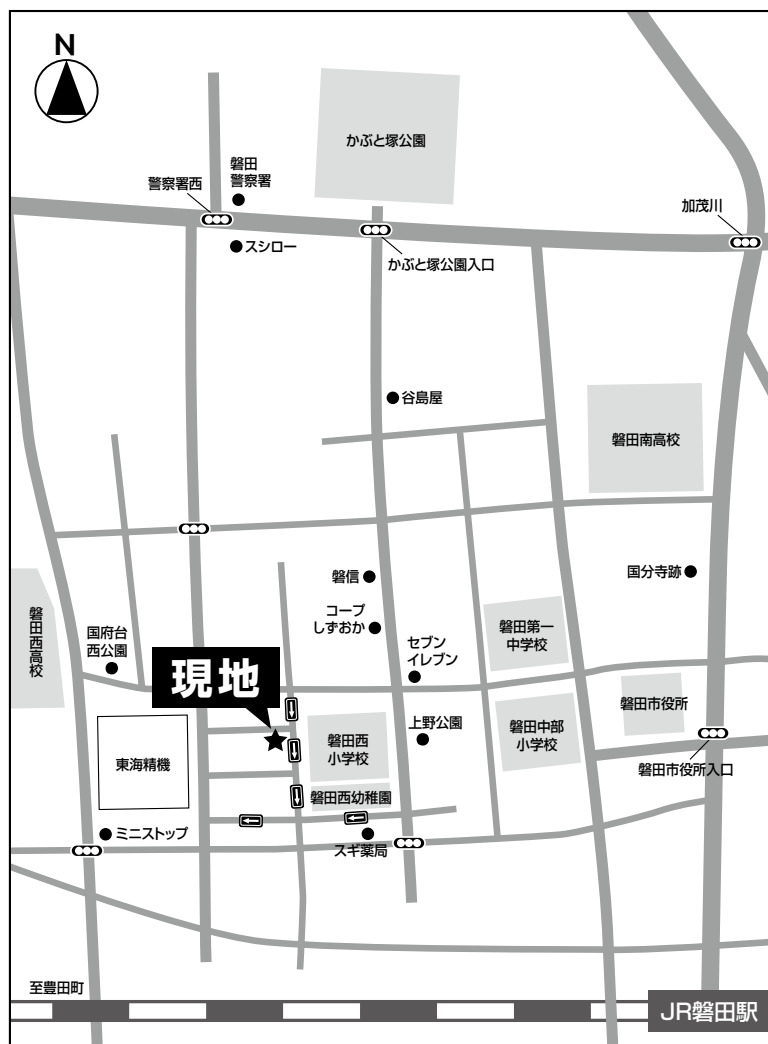 N
かぶと塚公園
磐田
警察署
警察署西
加茂川
スシロー
かぶと塚公園入口
谷島屋
磐田南高校
磐信
国分寺跡
コープ
しずおか
磐田西高校
国府台
西公園
セブン
イレブン
磐田第一
中学校
現地
磐田市役所
上野公園
磐田西
小学校
磐田中部
小学校
東海精機
磐田市役所入口
磐田西幼稚園
ミニストップ
スギ薬局
至豊田町
JR磐田駅